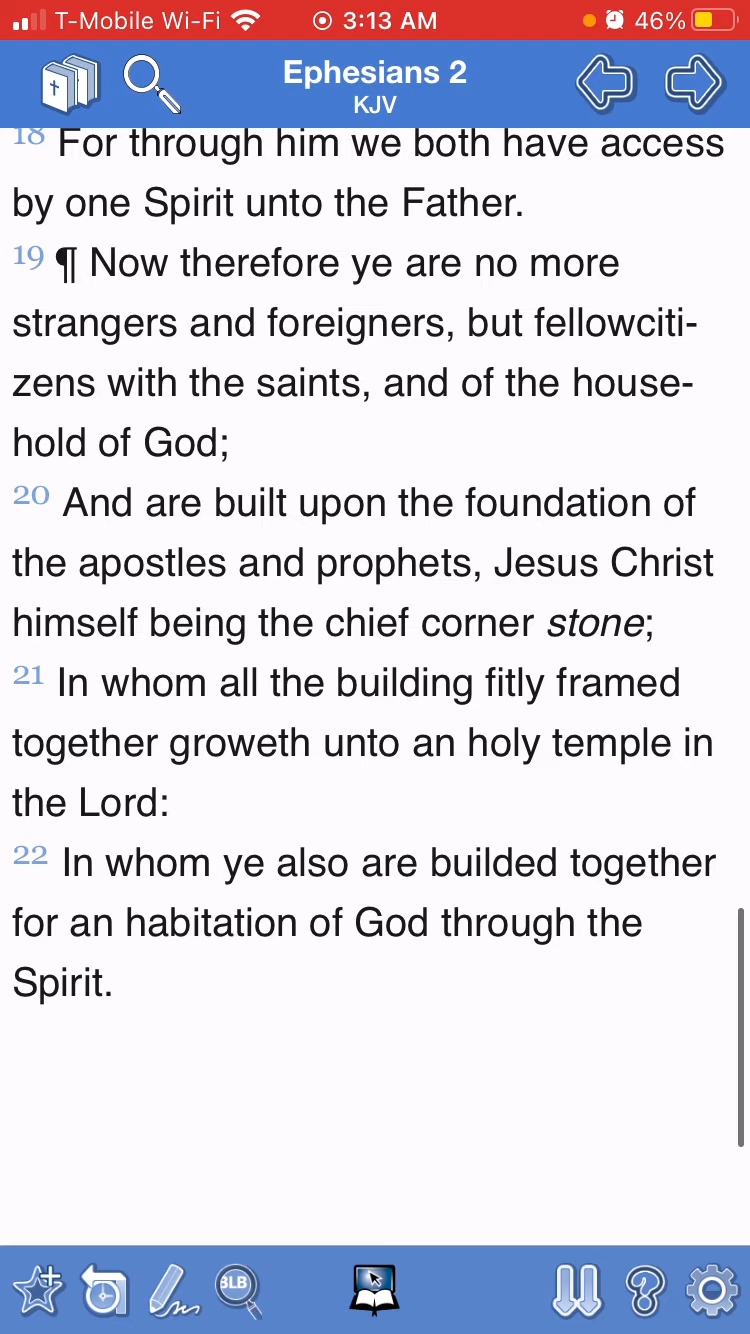 T-Mobile Wi-Fi 3:13 AM 46%
Ephesians 2
KJV
18 For through him we both have access
by one Spirit unto the Father.
19 ¶ Now therefore ye are no more
strangers and foreigners, but fellowciti-
zens with the saints, and of the house-
hold of God;
20 And are built upon the foundation of
the apostles and prophets, Jesus Christ
himself being the chief corner stone;
21 In whom all the building fitly framed
together groweth unto an holy temple in
the Lord:
22 In whom ye also are builded together
for an habitation of God through the
Spirit.
BLB